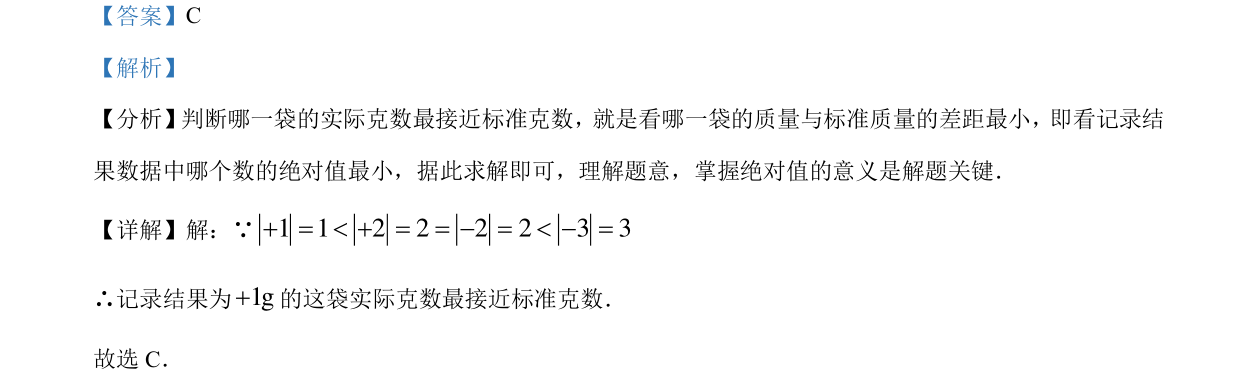 【答案】C
【解析】
【分析】判断哪一袋的实际克数最接近标准克数，就是看哪一袋的质量与标准质量的差距最小，即看记录结
果数据中哪个数的绝对值最小，据此求解即可，理解题意，掌握绝对值的意义是解题关键．
【详解】解：∵|+1|=1<|+2|=2=|−2|=2<|−3|=3
∴记录结果为+1g的这袋实际克数最接近标准克数．
故选 C．